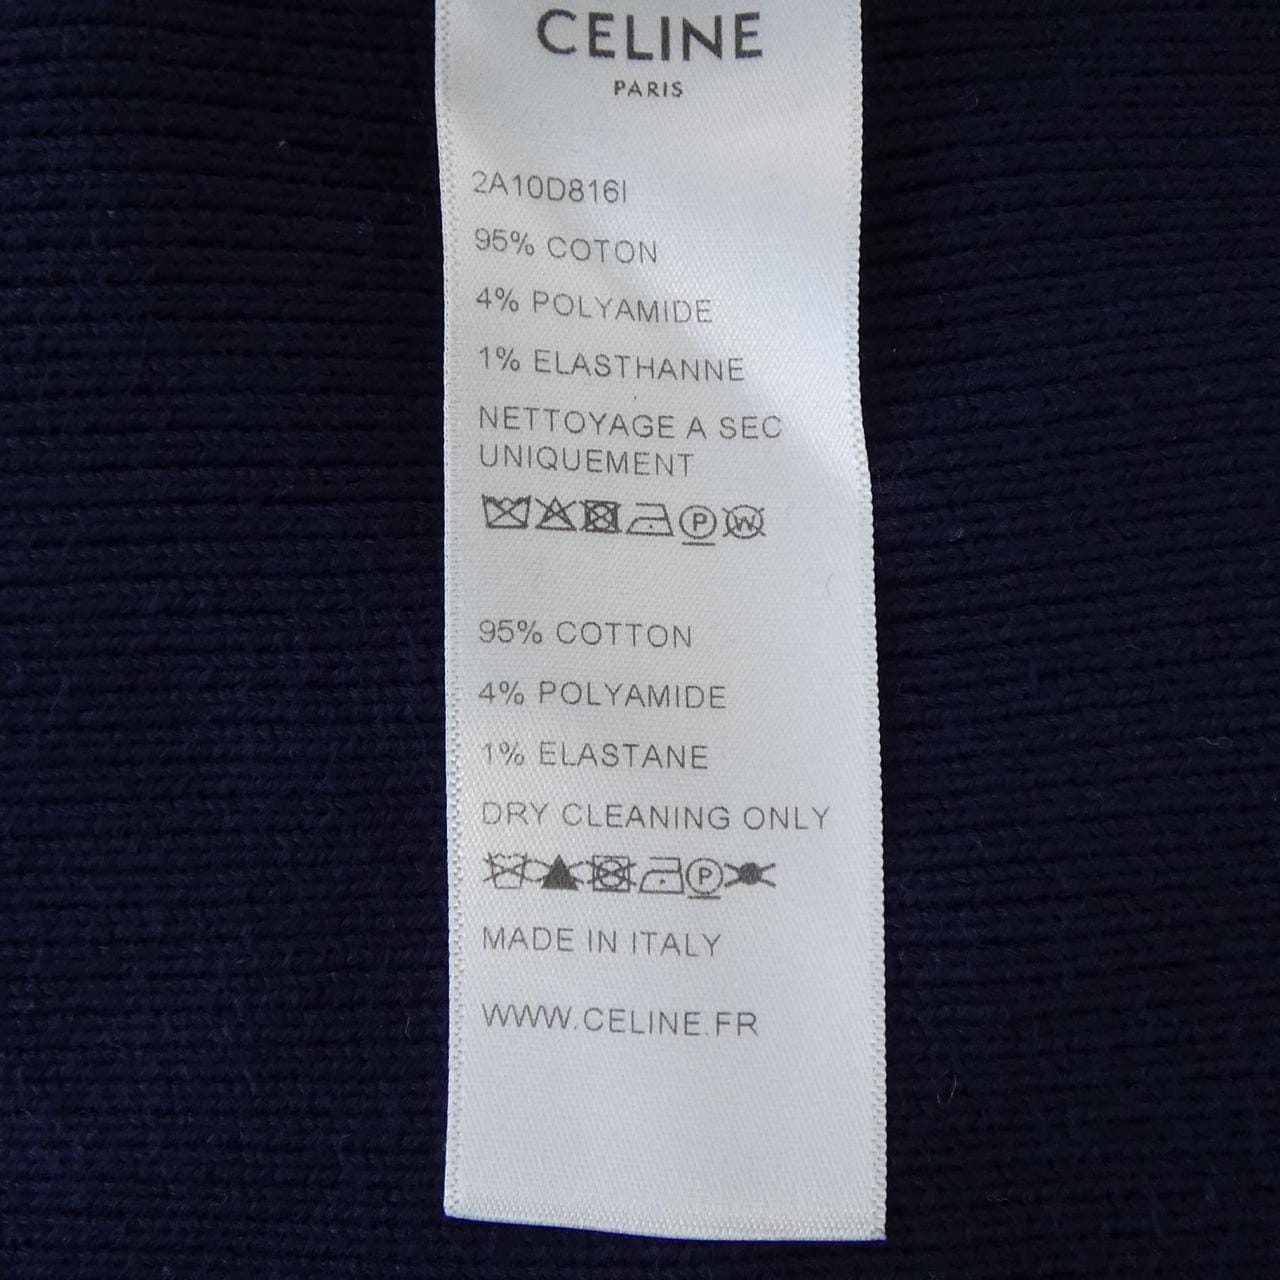 CELINE
PARIS
2A10D816I
95% COTON
4% POLYAMIDE
1% ELASTHANNE
NETTOYAGE A SEC
UNIQUEMENT
P W
95% COTTON
4% POLYAMIDE
1% ELASTANE
DRY CLEANING ONLY
P
MADE IN ITALY
WWW.CELINE.FR